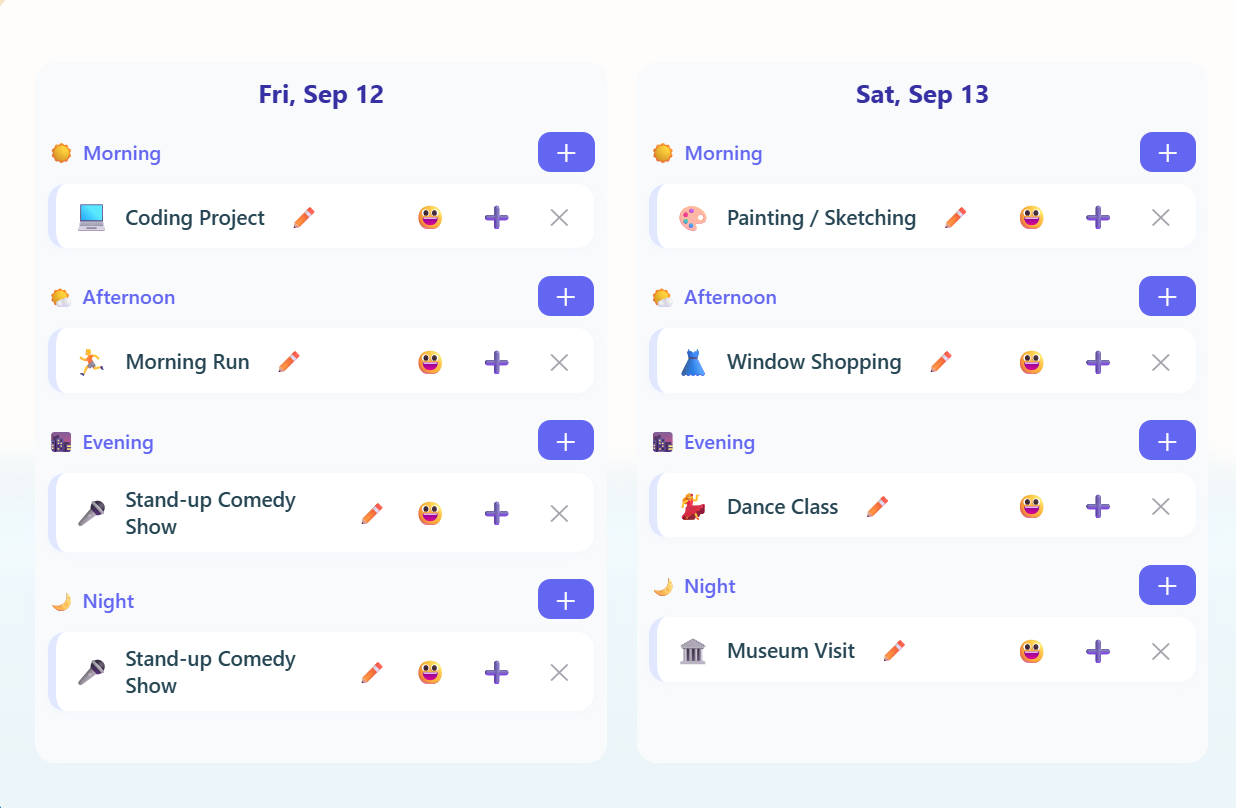 Fri, Sep 12
Morning
Coding Project
Afternoon
Morning Run
Evening
Stand-up Comedy
Show
Night
Stand-up Comedy
Show
Sat, Sep 13
Morning
Painting / Sketching
Afternoon
Window Shopping
Evening
Dance Class
Night
Museum Visit